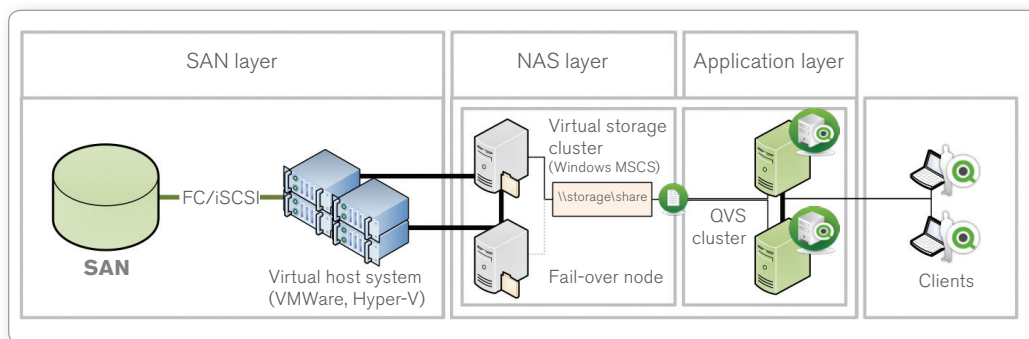 SAN layer
NAS layer
Application layer
FC/iSCSI
SAN
Virtual host system
(VMWare, Hyper-V)
Virtual storage
cluster
(Windows MSCS)
\\storage\share
Fail-over node
QVS
cluster
Clients